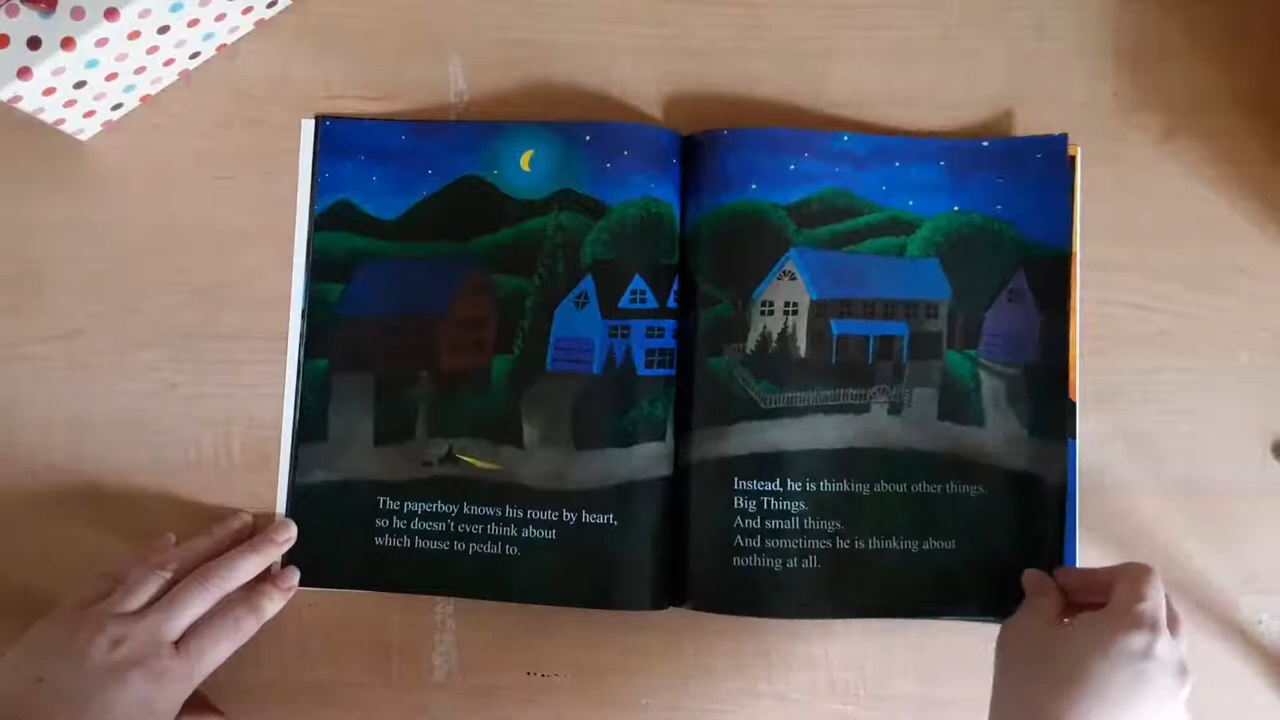 The paperboy knows his route by heart,
so he doesn't ever think about
which house to pedal to.
Instead, he is thinking about other things.
Big Things.
And small things.
And sometimes he is thinking about
nothing at all.